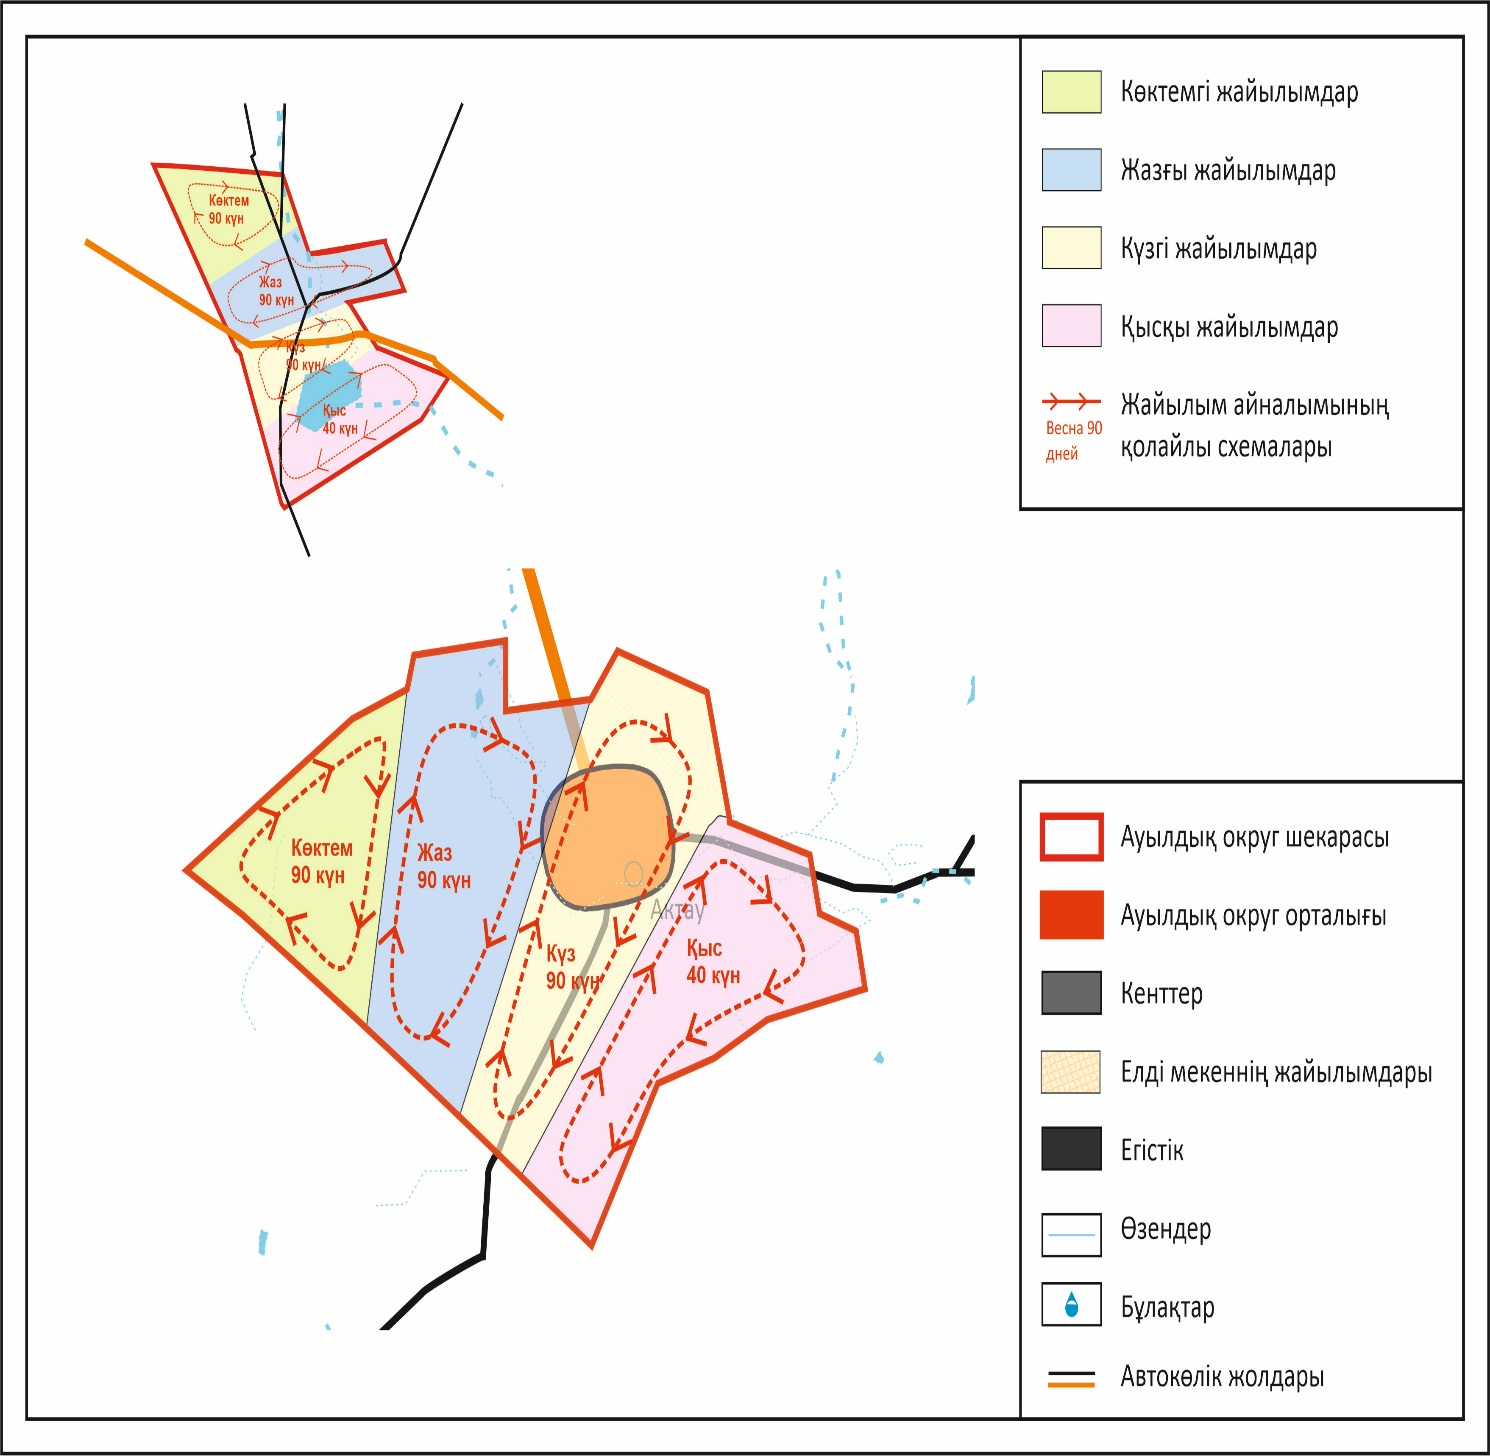 Көктем
90 күн
Жаз
90 күн
Күз
90 күн
Қыс
40 күн
Көктемгі жайылымдар
Жазғы жайылымдар
Күзгі жайылымдар
Қысқы жайылымдар
Жайылым айналымының
қолайлы схемалары
Весна 90
дней
Көктем
90 күн
Жаз
90 күн
Күз
90 күн
Қыс
40 күн
Актау
Ауылдық округ шекарасы
Ауылдық округ орталығы
Кенттер
Елді мекеннің жайылымдары
Егістік
Өзендер
Бұлақтар
Автокөлік жолдары